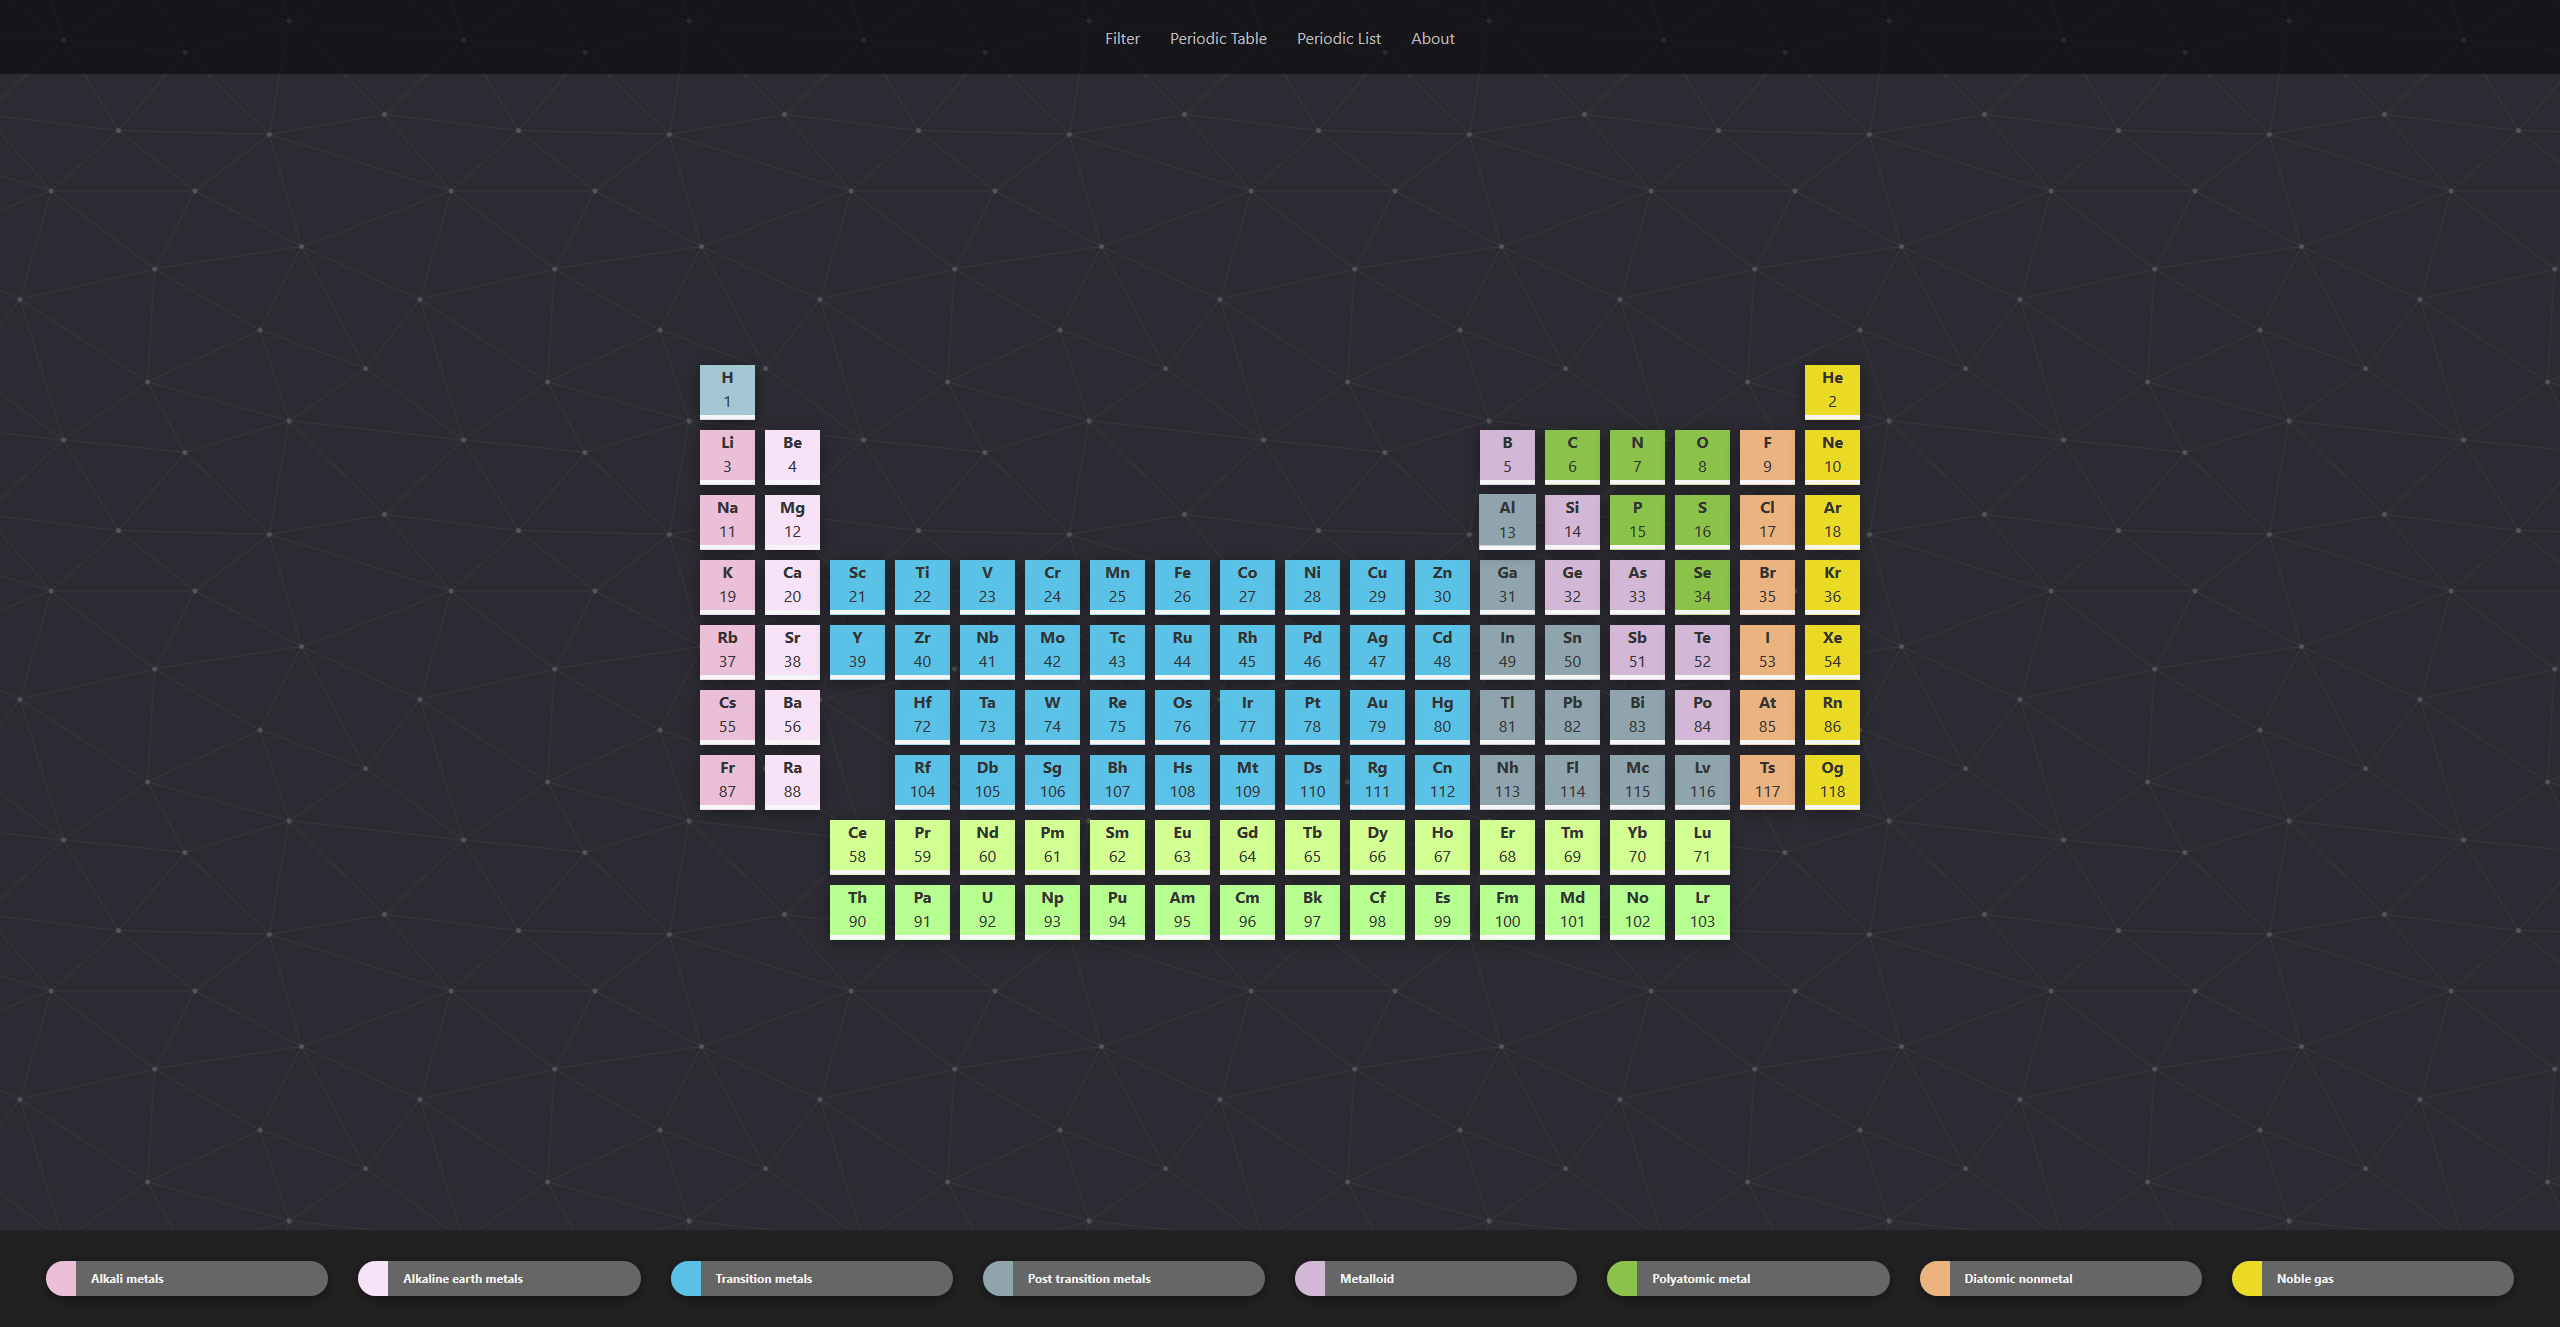 Filter Periodic Table Periodic List About
H He
1 2
Li Be B C N O F Ne
3 4 5 6 7 8 9 10
Na Mg Al Si P S Cl Ar
11 12 13 14 15 16 17 18
K Ca Sc Ti V Cr Mn Fe Co Ni Cu Zn Ga Ge As Se Br Kr
19 20 21 22 23 24 25 26 27 28 29 30 31 32 33 34 35 36
Rb Sr Y Zr Nb Mo Tc Ru Rh Pd Ag Cd In Sn Sb Te I Xe
37 38 39 40 41 42 43 44 45 46 47 48 49 50 51 52 53 54
Cs Ba Hf Ta W Re Os Ir Pt Au Hg Tl Pb Bi Po At Rn
55 56 72 73 74 75 76 77 78 79 80 81 82 83 84 85 86
Fr Ra Rf Db Sg Bh Hs Mt Ds Rg Cn Nh Fl Mc Lv Ts Og
87 88 104 105 106 107 108 109 110 111 112 113 114 115 116 117 118
Ce Pr Nd Pm Sm Eu Gd Tb Dy Ho Er Tm Yb Lu
58 59 60 61 62 63 64 65 66 67 68 69 70 71
Th Pa U Np Pu Am Cm Bk Cf Es Fm Md No Lr
90 91 92 93 94 95 96 97 98 99 100 101 102 103
Alkali metals Alkaline earth metals Transition metals Post transition metals Metalloid Polyatomic metal Diatomic nonmetal Noble gas